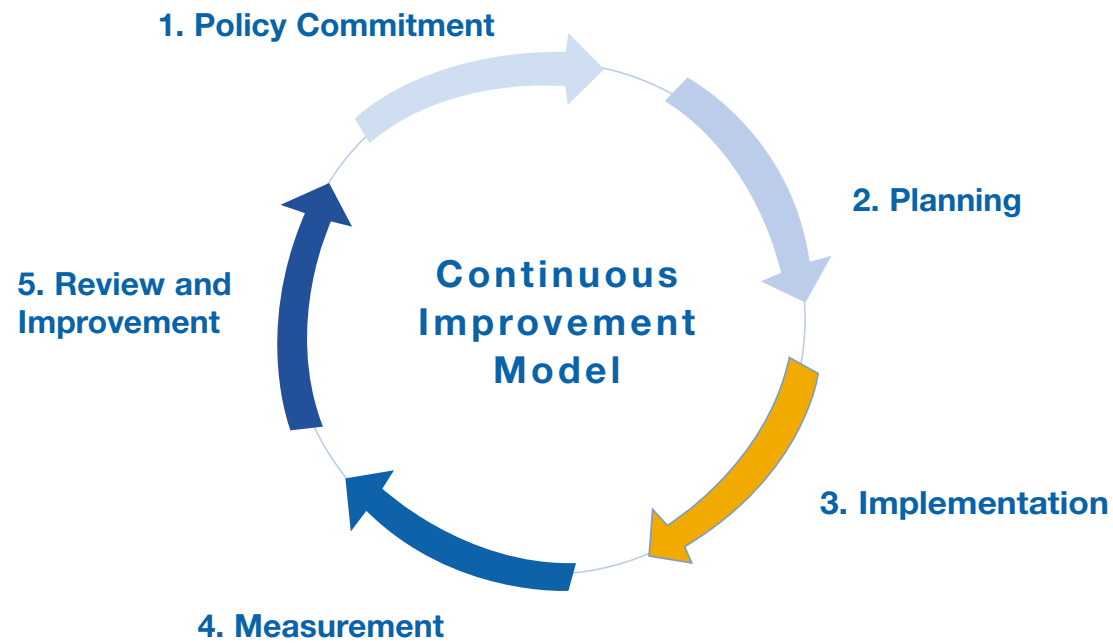 1. Policy Commitment
2. Planning
Continuous
Improvement
Model
5. Review and
Improvement
3. Implementation
4. Measurement